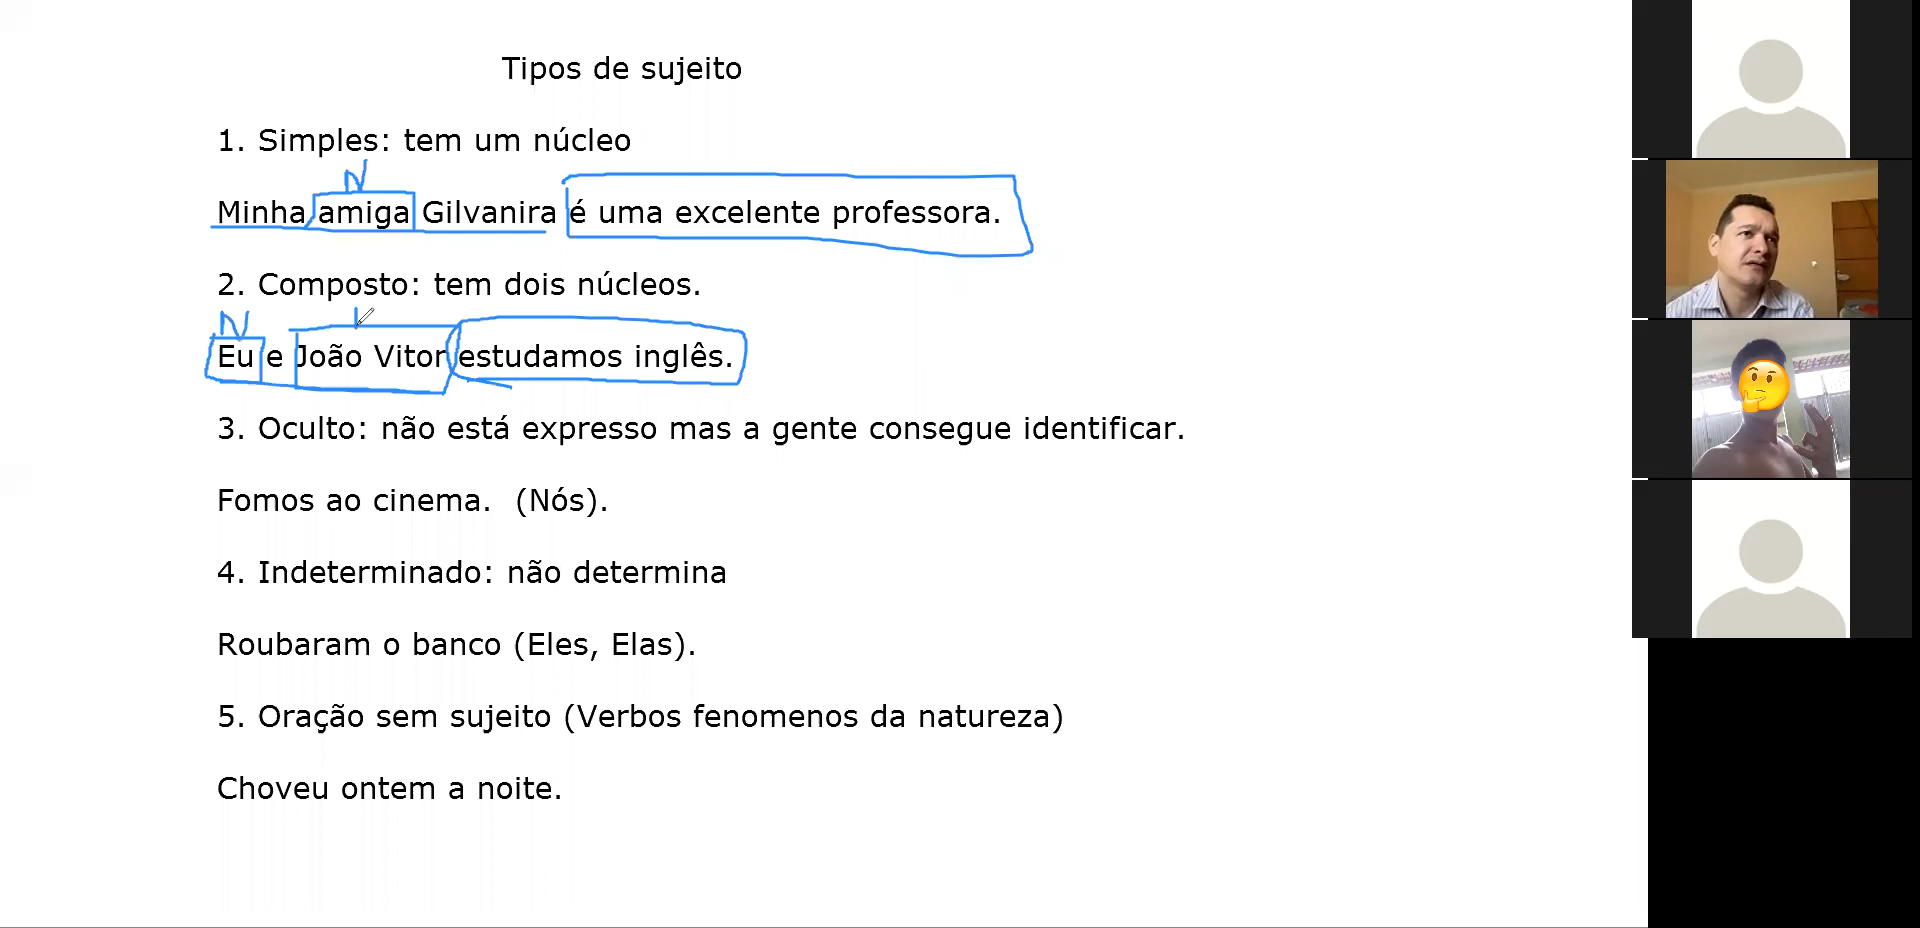 Tipos de sujeito
1. Simples: tem um núcleo
N
Minha amiga Gilvanira é uma excelente professora.
2. Composto: tem dois núcleos.
N
Eu e João Vitor estudamos inglês.
3. Oculto: não está expresso mas a gente consegue identificar.
Fomos ao cinema.  (Nós).
4. Indeterminado: não determina
Roubaram o banco (Eles, Elas).
5. Oração sem sujeito (Verbos fenomenos da natureza)
Choveu ontem a noite.